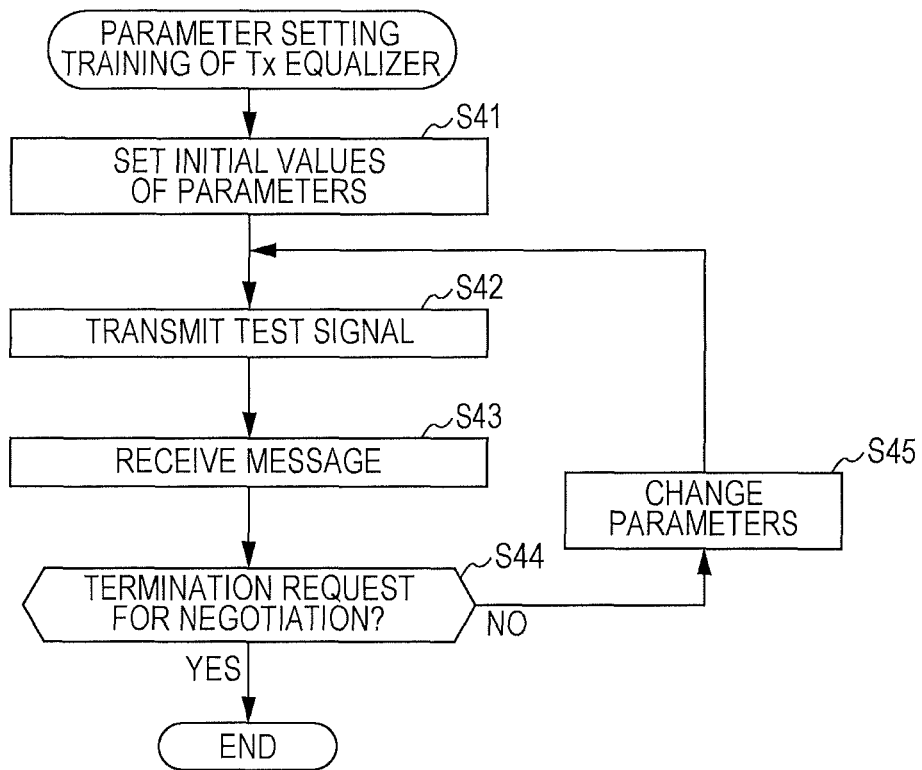 PARAMETER SETTING
TRAINING OF Tx EQUALIZER
S41
SET INITIAL VALUES
OF PARAMETERS
S42
TRANSMIT TEST SIGNAL
S43
RECEIVE MESSAGE
S45
CHANGE
PARAMETERS
S44
TERMINATION REQUEST
FOR NEGOTIATION?
NO
YES
END